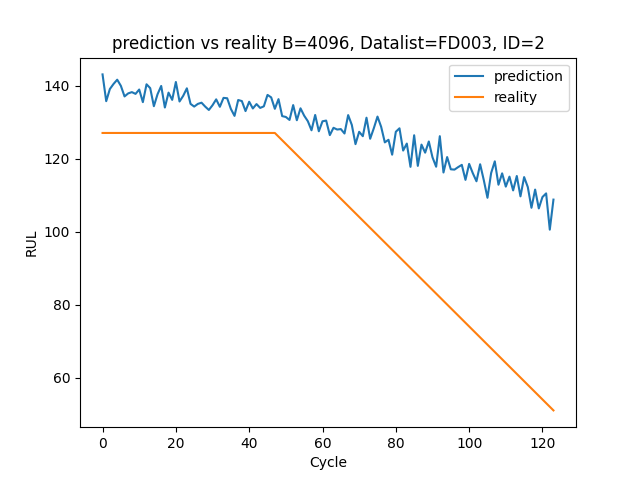 prediction vs reality B=4096, Datalist=FD003, ID=2
prediction
reality
140
120
100
80
60
RUL
0 20 40 60 80 100 120
Cycle